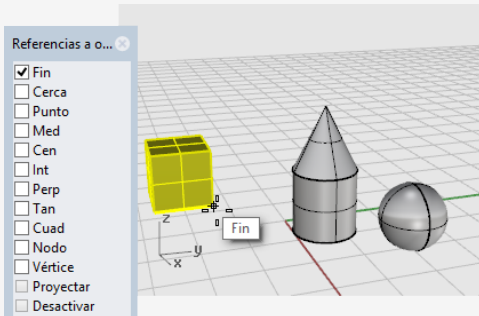 Referencias a o...
Fin
Cerca
Punto
Med
Cen
Int
Perp
Tan
Cuad
Nodo
Vértice
Proyectar
Desactivar
z
y
x
Fin